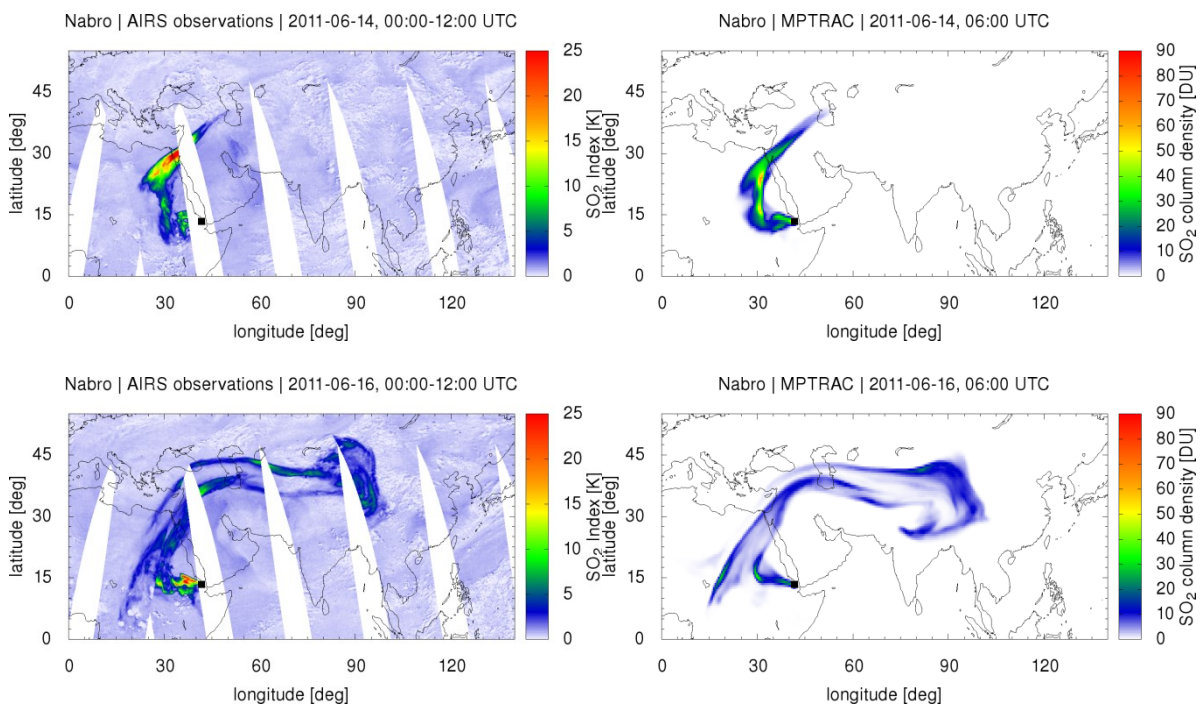 Nabro | AIRS observations | 2011-06-14, 00:00-12:00 UTC
latitude [deg]
45
30
15
0
0 30 60 90 120
longitude [deg]
25
20
15
10
5
0
SO₂ Index [K]
Nabro | MPTRAC | 2011-06-14, 06:00 UTC
latitude [deg]
45
30
15
0
0 30 60 90 120
longitude [deg]
90
80
70
60
50
40
30
20
10
0
SO₂ column density [DU]
Nabro | AIRS observations | 2011-06-16, 00:00-12:00 UTC
latitude [deg]
45
30
15
0
0 30 60 90 120
longitude [deg]
25
20
15
10
5
0
SO₂ Index [K]
Nabro | MPTRAC | 2011-06-16, 06:00 UTC
latitude [deg]
45
30
15
0
0 30 60 90 120
longitude [deg]
90
80
70
60
50
40
30
20
10
0
SO₂ column density [DU]